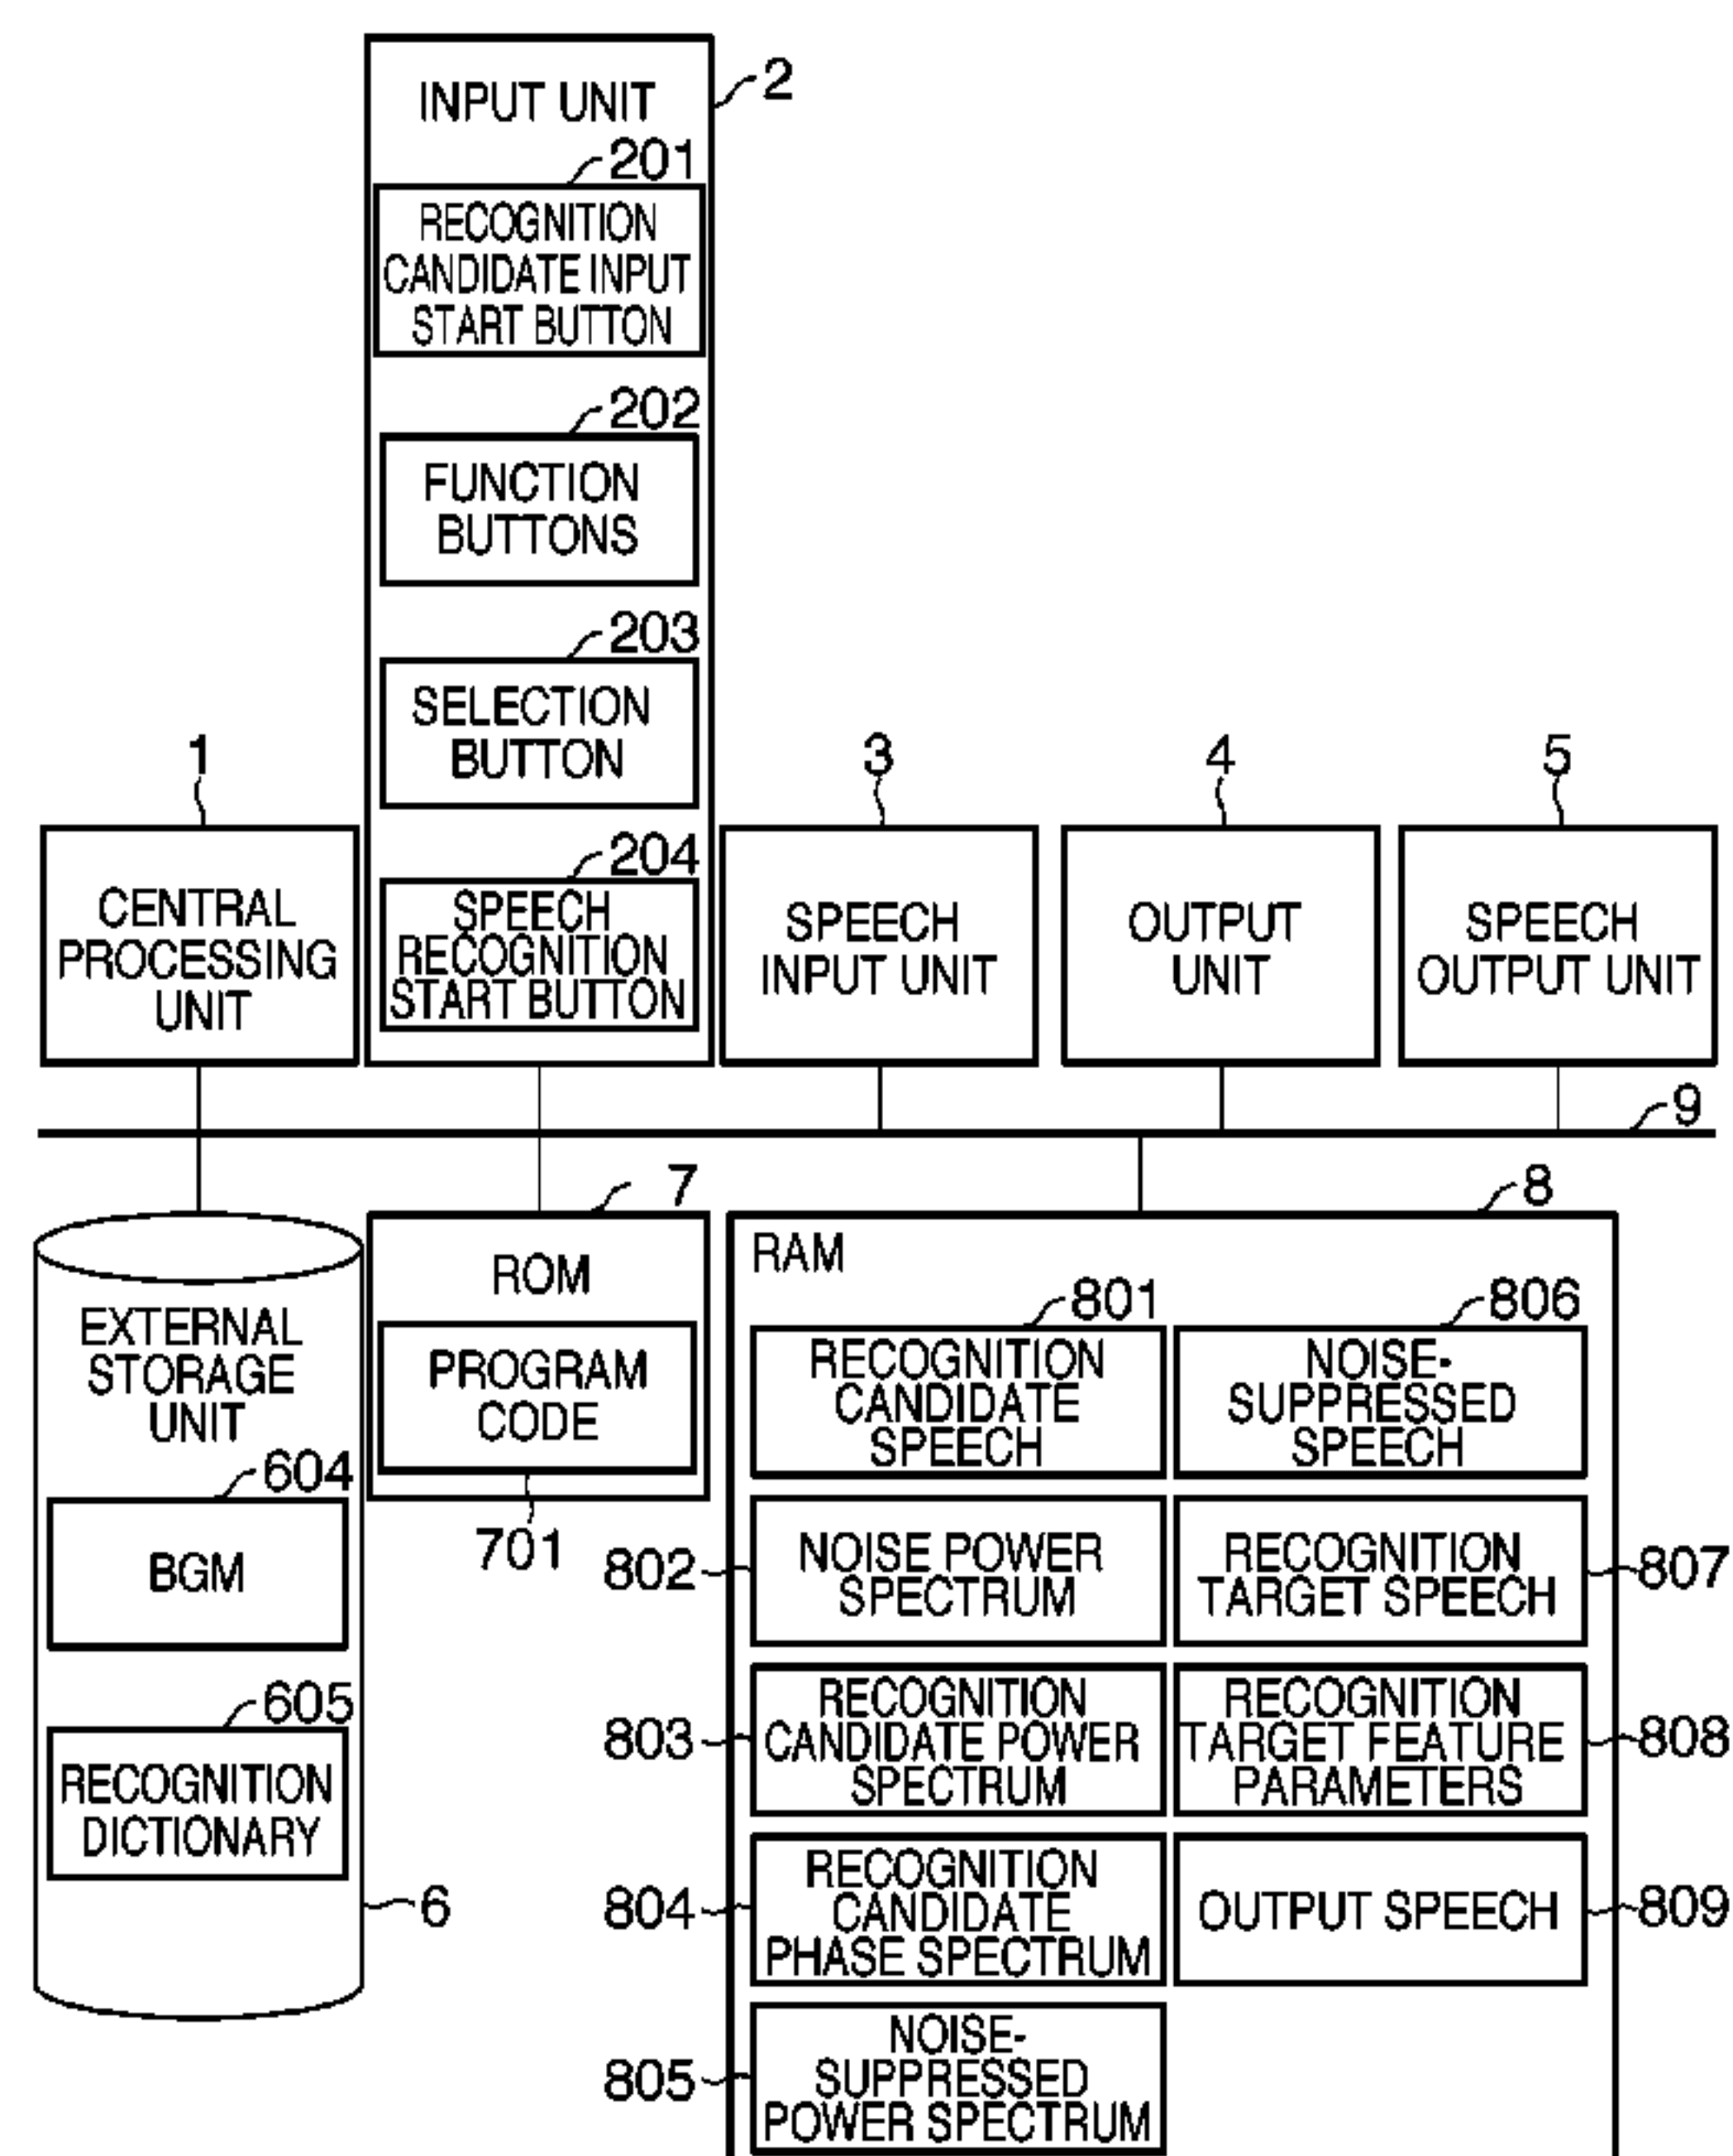 INPUT UNIT
2
201
RECOGNITION
CANDIDATE INPUT
START BUTTON
202
FUNCTION
BUTTONS
203
SELECTION
BUTTON
204
SPEECH
RECOGNITION
START BUTTON
1
CENTRAL
PROCESSING
UNIT
3
SPEECH
INPUT UNIT
4
OUTPUT
UNIT
5
SPEECH
OUTPUT UNIT
9
EXTERNAL
STORAGE
UNIT
604
BGM
605
RECOGNITION
DICTIONARY
6
7
ROM
PROGRAM
CODE
701
8
RAM
801
RECOGNITION
CANDIDATE
SPEECH
802
NOISE POWER
SPECTRUM
803
RECOGNITION
CANDIDATE POWER
SPECTRUM
804
RECOGNITION
CANDIDATE
PHASE SPECTRUM
805
NOISE-
SUPPRESSED
POWER SPECTRUM
806
NOISE-
SUPPRESSED
SPEECH
RECOGNITION
TARGET SPEECH
807
RECOGNITION
TARGET FEATURE
PARAMETERS
808
OUTPUT SPEECH
809